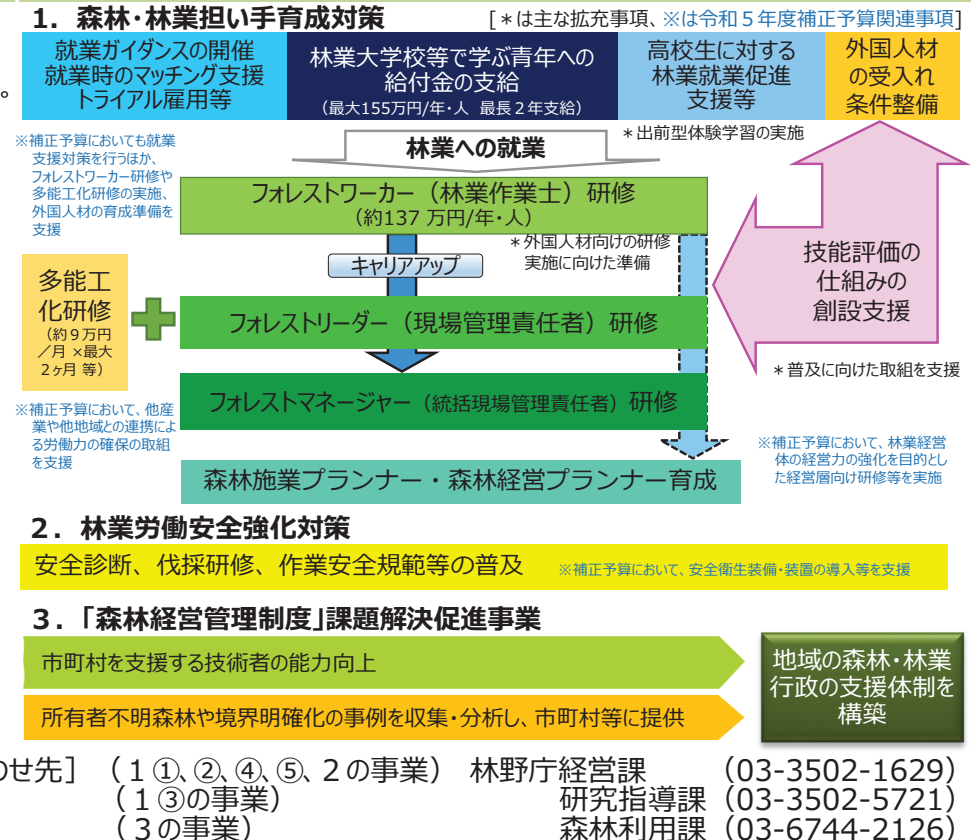 1．森林・林業担い手育成対策
[＊は主な拡充事項、※は令和５年度補正予算関連事項]
。
就業ガイダンスの開催
就業時のマッチング支援
トライアル雇用等
林業大学校等で学ぶ青年への
給付金の支給
（最大155万円/年・人 最長２年支給）
高校生に対する
林業就業促進
支援等
外国人材
の受入れ
条件整備
※補正予算においても就業
支援対策を行うほか、
フォレストワーカー研修や
多能工化研修の実施、
外国人材の育成準備を
支援
林業への就業
＊出前型体験学習の実施
フォレストワーカー（林業作業士）研修
（約137 万円/年・人）
＊外国人材向けの研修
実施に向けた準備
キャリアアップ
技能評価の
仕組みの
創設支援
多能工
化研修
（約９万円
／月 ×最大
２ヶ月 等）
フォレストリーダー（現場管理責任者）研修
＊普及に向けた取組を支援
フォレストマネージャー（統括現場管理責任者）研修
※補正予算において、他産
業や他地域との連携によ
る労働力の確保の取組
を支援
※補正予算において、林業経営
体の経営力の強化を目的とし
た経営層向け研修等を実施
森林施業プランナー・森林経営プランナー育成
2．林業労働安全強化対策
安全診断、伐採研修、作業安全規範等の普及
※補正予算において、安全衛生装備・装置の導入等を支援
3．「森林経営管理制度」課題解決促進事業
市町村を支援する技術者の能力向上
所有者不明森林や境界明確化の事例を収集・分析し、市町村等に提供
地域の森林・林業
行政の支援体制を
構築
せ先］ （１①、②、④、⑤、２の事業） 林野庁経営課 （03-3502-1629）
（１③の事業） 研究指導課（03-3502-5721）
（３の事業） 森林利用課（03-6744-2126）